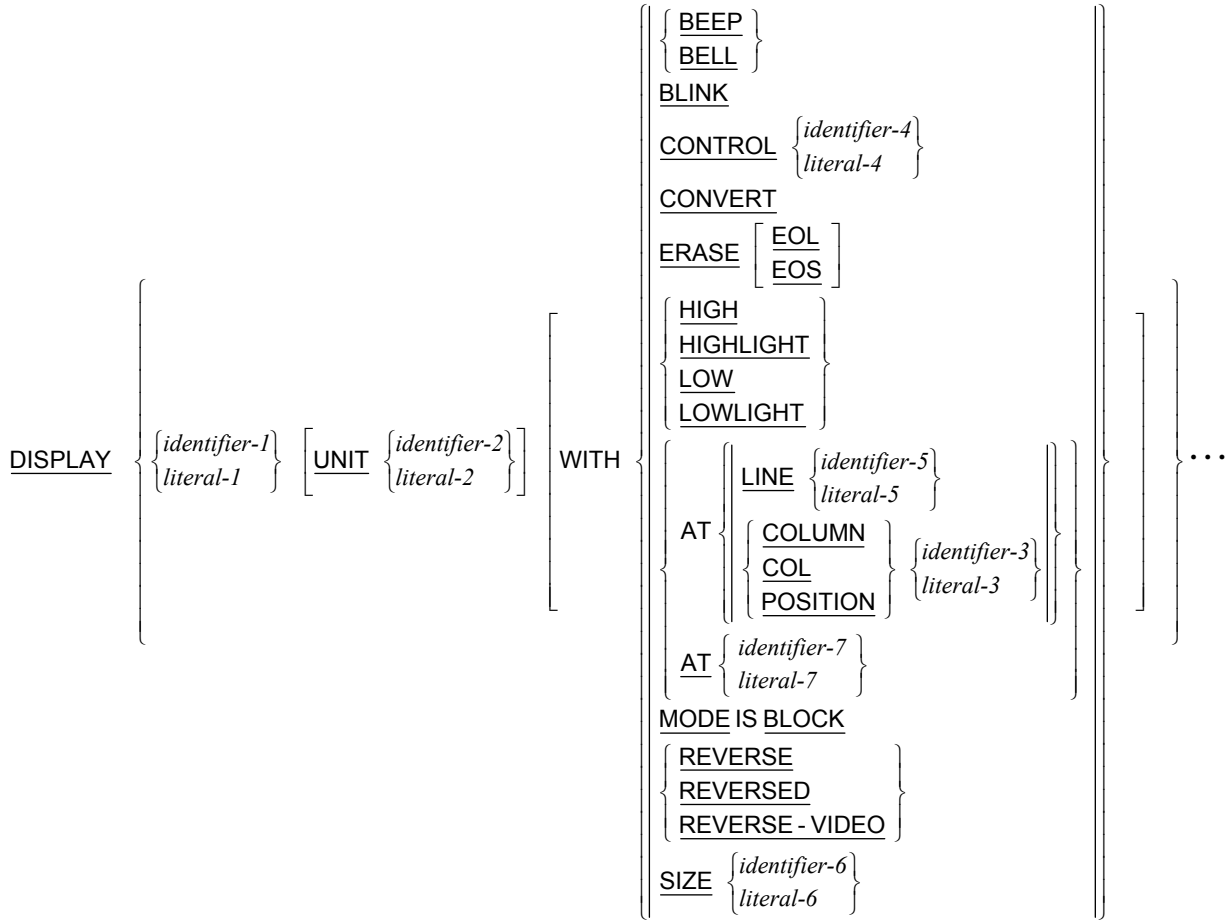 BEEP
BELL
BLINK
CONTROL identifier-4
literal-4
CONVERT
ERASE EOL
EOS
HIGH
HIGHLIGHT
LOW
LOWLIGHT
DISPLAY identifier-1 literal-1 UNIT identifier-2 literal-2 WITH
LINE identifier-5
literal-5
AT
COLUMN
COL
POSITION
identifier-3
literal-3
AT identifier-7
literal-7
MODE IS BLOCK
REVERSE
REVERSED
REVERSE - VIDEO
SIZE identifier-6
literal-6
...